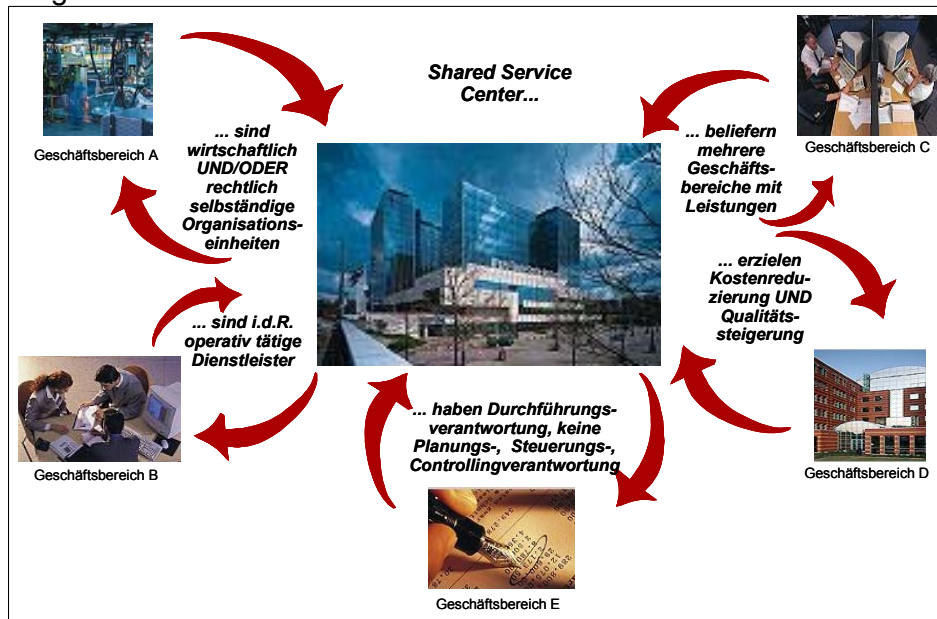 Shared Service
Center...
... sind
wirtschaftlich
UND/ODER
rechtlich
selbständige
Organisations-
einheiten
... beliefern
mehrere
Geschäfts-
bereiche mit
Leistungen
... erzielen
Kostenredu-
zierung UND
Qualitäts-
steigerung
... sind i.d.R.
operativ tätige
Dienstleister
... haben Durchführungs-
verantwortung, keine
Planungs-, Steuerungs-,
Controllingverantwortung
Geschäftsbereich A
Geschäftsbereich C
Geschäftsbereich B
Geschäftsbereich D
Geschäftsbereich E